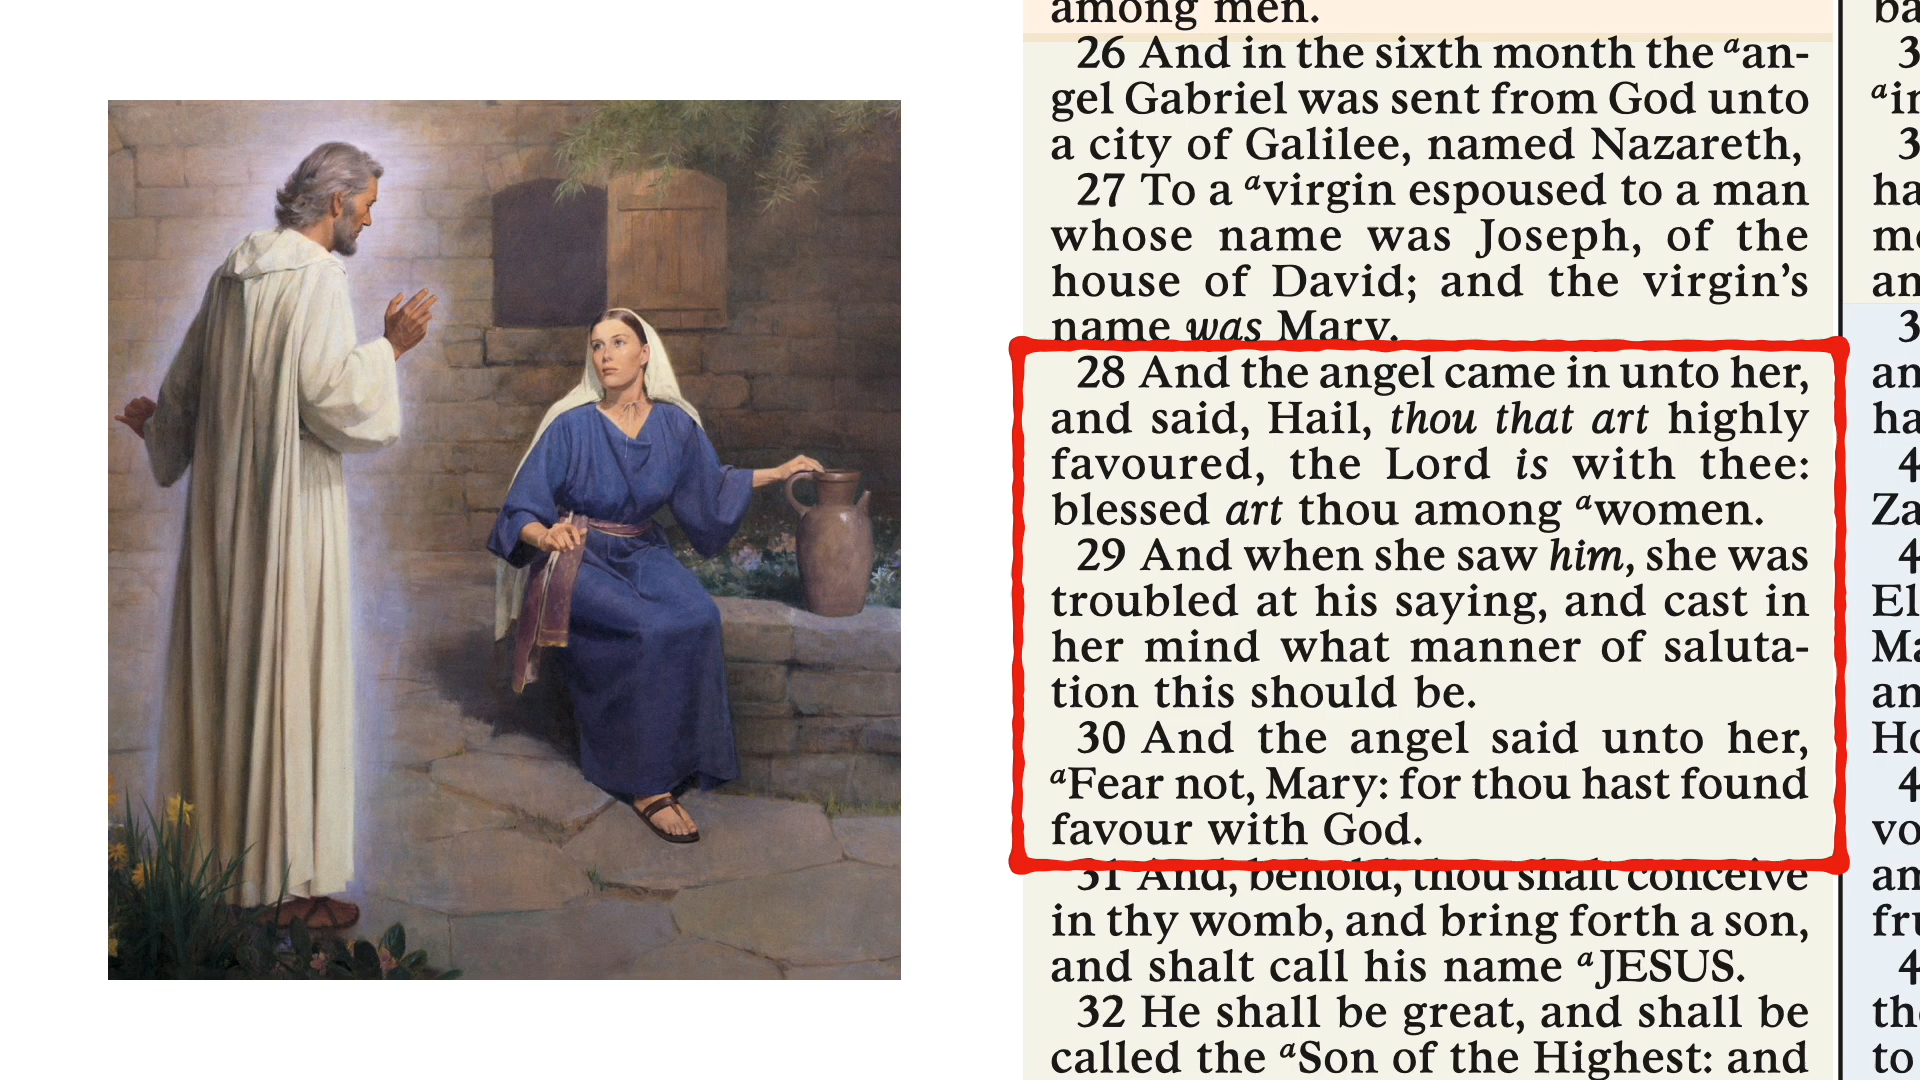 among men.
26 And in the sixth month the ᵃan-
gel Gabriel was sent from God unto
a city of Galilee, named Nazareth,
27 To a ᵃvirgin espoused to a man
whose name was Joseph, of the
house of David; and the virgin’s
name was Mary.
28 And the angel came in unto her,
and said, Hail, thou that art highly
favoured, the Lord is with thee:
blessed art thou among ᵃwomen.
29 And when she saw him, she was
troubled at his saying, and cast in
her mind what manner of saluta-
tion this should be.
30 And the angel said unto her,
ᵃFear not, Mary: for thou hast found
favour with God.
31 And, behold, thou shalt conceive
in thy womb, and bring forth a son,
and shalt call his name ᵃJESUS.
32 He shall be great, and shall be
called the ᵃSon of the Highest: and